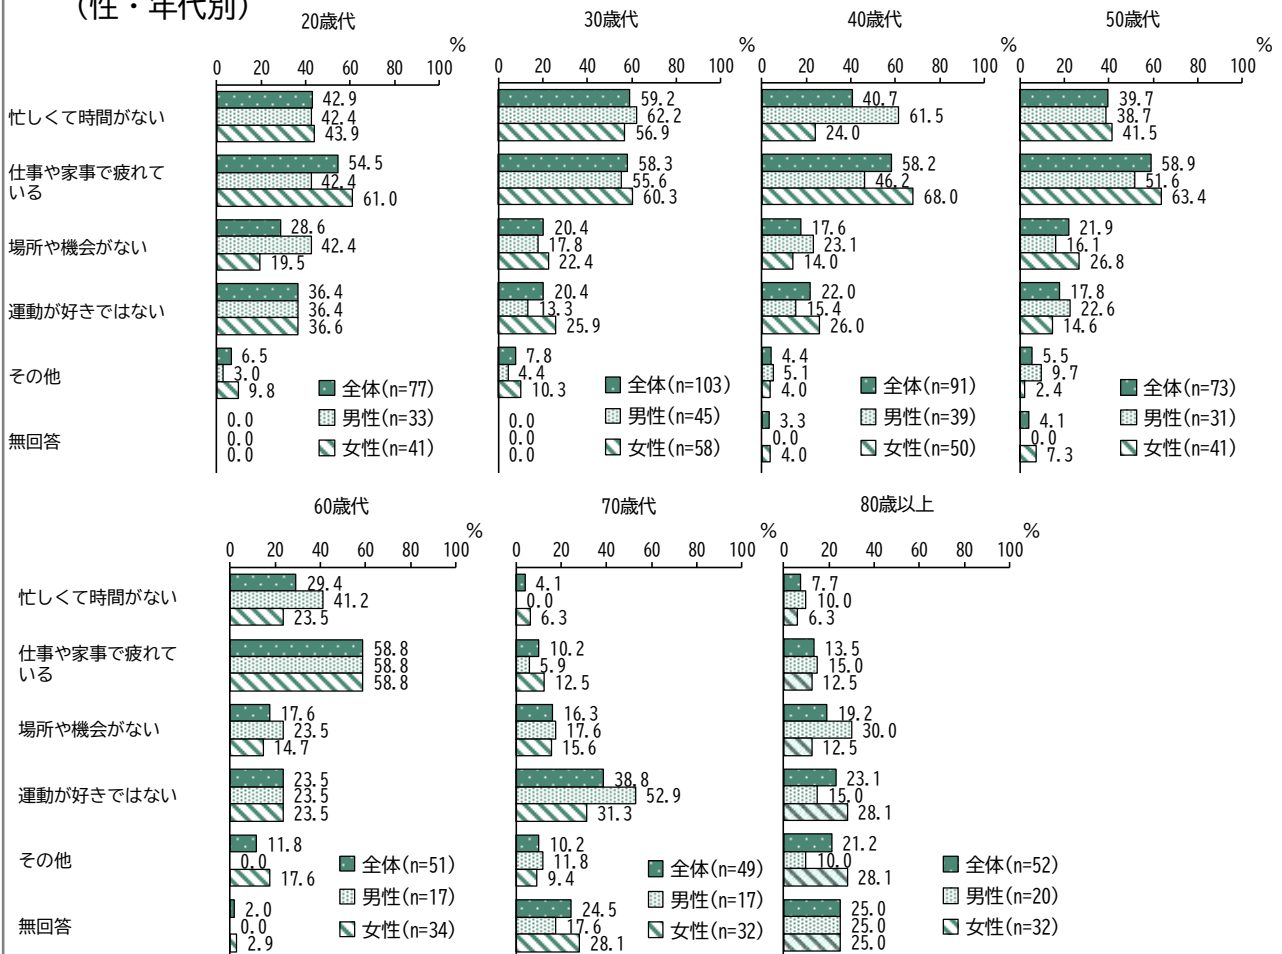 (性・年代別)
20歳代
30歳代
40歳代
50歳代
% % % %
0 20 40 60 80 100 0 20 40 60 80 100 0 20 40 60 80 100 0 20 40 60 80 100
忙しくて時間がない
42.9 59.2 40.7 39.7
42.4 62.2 61.5 38.7
43.9 56.9 24.0 41.5
仕事や家事で疲れて
いる
54.5 58.3 58.2 58.9
42.4 55.6 46.2 51.6
61.0 60.3 68.0 63.4
場所や機会がない
28.6 20.4 17.6 21.9
42.4 17.8 23.1 16.1
19.5 22.4 14.0 26.8
運動が好きではない
36.4 20.4 22.0 17.8
36.4 13.3 15.4 22.6
36.6 25.9 26.0 14.6
その他
6.5 7.8 4.4 5.5
3.0 4.4 5.1 9.7
9.8 10.3 4.0 2.4
無回答
0.0 0.0 3.3 4.1
0.0 0.0 0.0 0.0
0.0 0.0 4.0 7.3
全体(n=77) 全体(n=103) 全体(n=91) 全体(n=73)
男性(n=33) 男性(n=45) 男性(n=39) 男性(n=31)
女性(n=41) 女性(n=58) 女性(n=50) 女性(n=41)
60歳代
70歳代
80歳以上
% % %
0 20 40 60 80 100 0 20 40 60 80 100 0 20 40 60 80 100
忙しくて時間がない
29.4 4.1 7.7
41.2 0.0 10.0
23.5 6.3 6.3
仕事や家事で疲れて
いる
58.8 10.2 13.5
58.8 5.9 15.0
58.8 12.5 12.5
場所や機会がない
17.6 16.3 19.2
23.5 17.6 30.0
14.7 15.6 12.5
運動が好きではない
23.5 38.8 23.1
23.5 52.9 15.0
23.5 31.3 28.1
その他
11.8 10.2 21.2
0.0 11.8 10.0
17.6 9.4 28.1
無回答
2.0 24.5 25.0
0.0 17.6 25.0
2.9 28.1 25.0
全体(n=51) 全体(n=49) 全体(n=52)
男性(n=17) 男性(n=17) 男性(n=20)
女性(n=34) 女性(n=32) 女性(n=32)